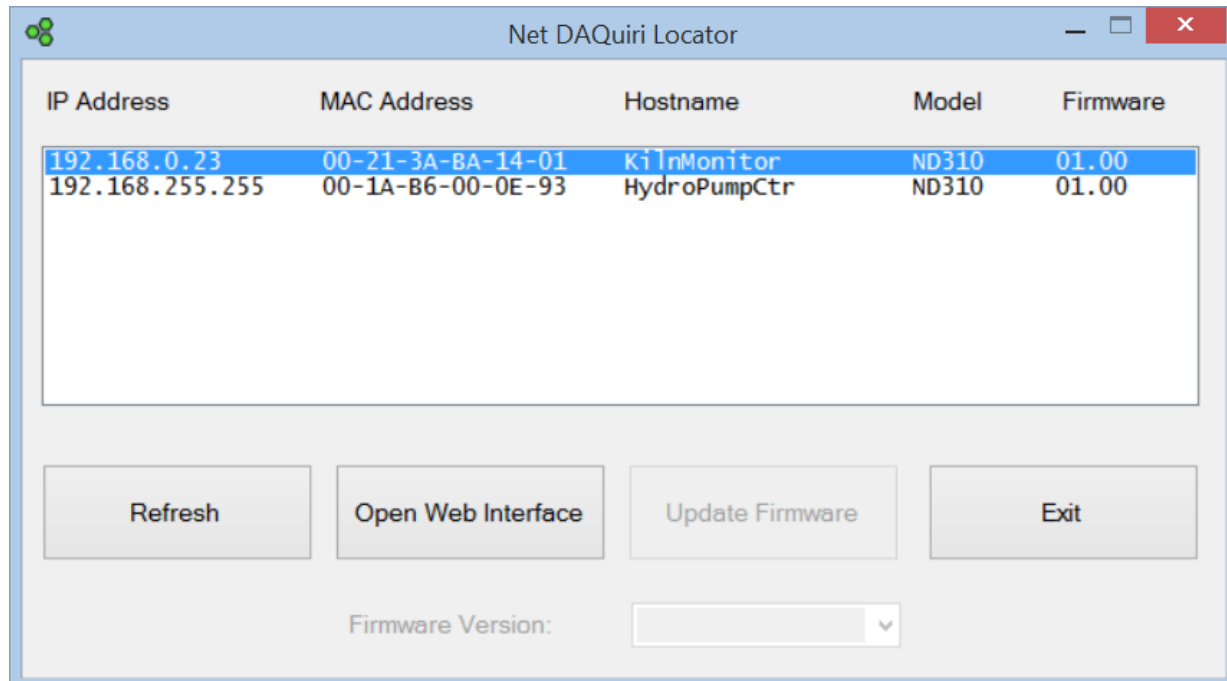 Net DAQuiri Locator
IP Address MAC Address Hostname Model Firmware
192.168.0.23 00-21-3A-BA-14-01 KilnMonitor ND310 01.00
192.168.255.255 00-1A-B6-00-0E-93 HydroPumpCtr ND310 01.00
Refresh Open Web Interface Update Firmware Exit
Firmware Version: